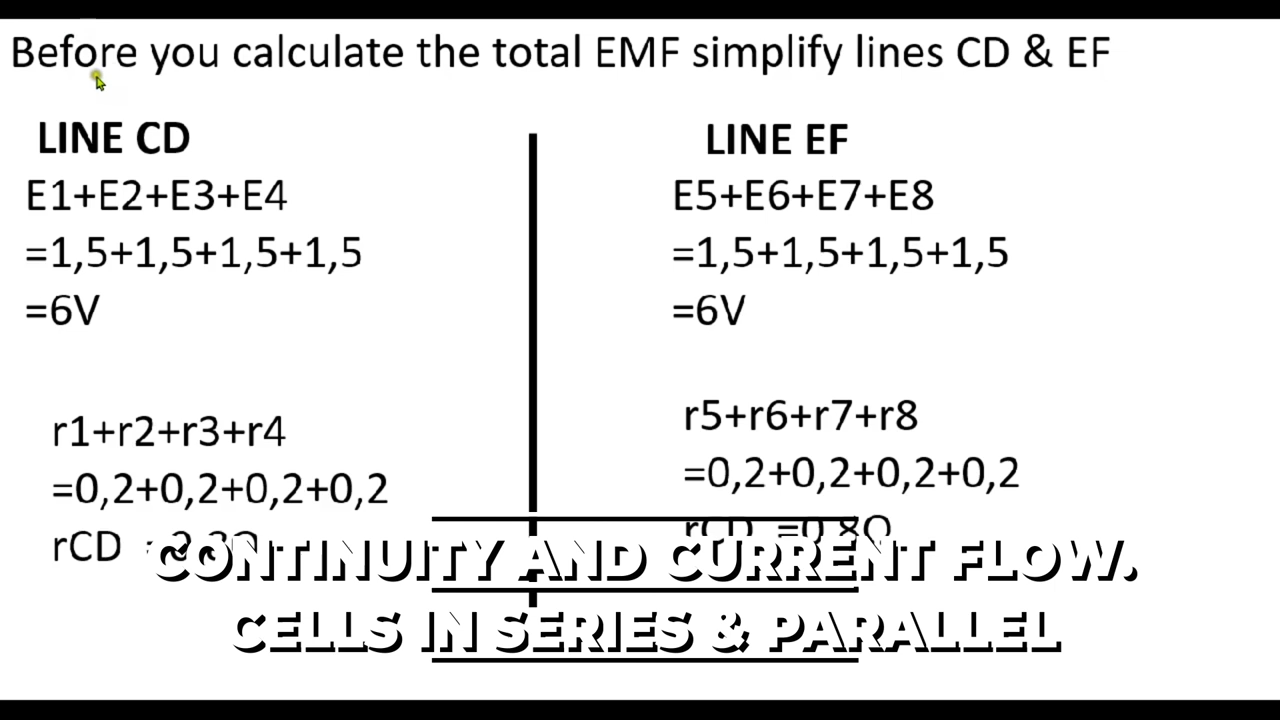 Before you calculate the total EMF simplify lines CD & EF
LINE CD
E1+E2+E3+E4
=1,5+1,5+1,5+1,5
=6V
r1+r2+r3+r4
=0,2+0,2+0,2+0,2
rCD
LINE EF
E5+E6+E7+E8
=1,5+1,5+1,5+1,5
=6V
r5+r6+r7+r8
=0,2+0,2+0,2+0,2
rCD =0,8Ω
CONTINUITY AND CURRENT FLOW.
CELLS IN SERIES & PARALLEL